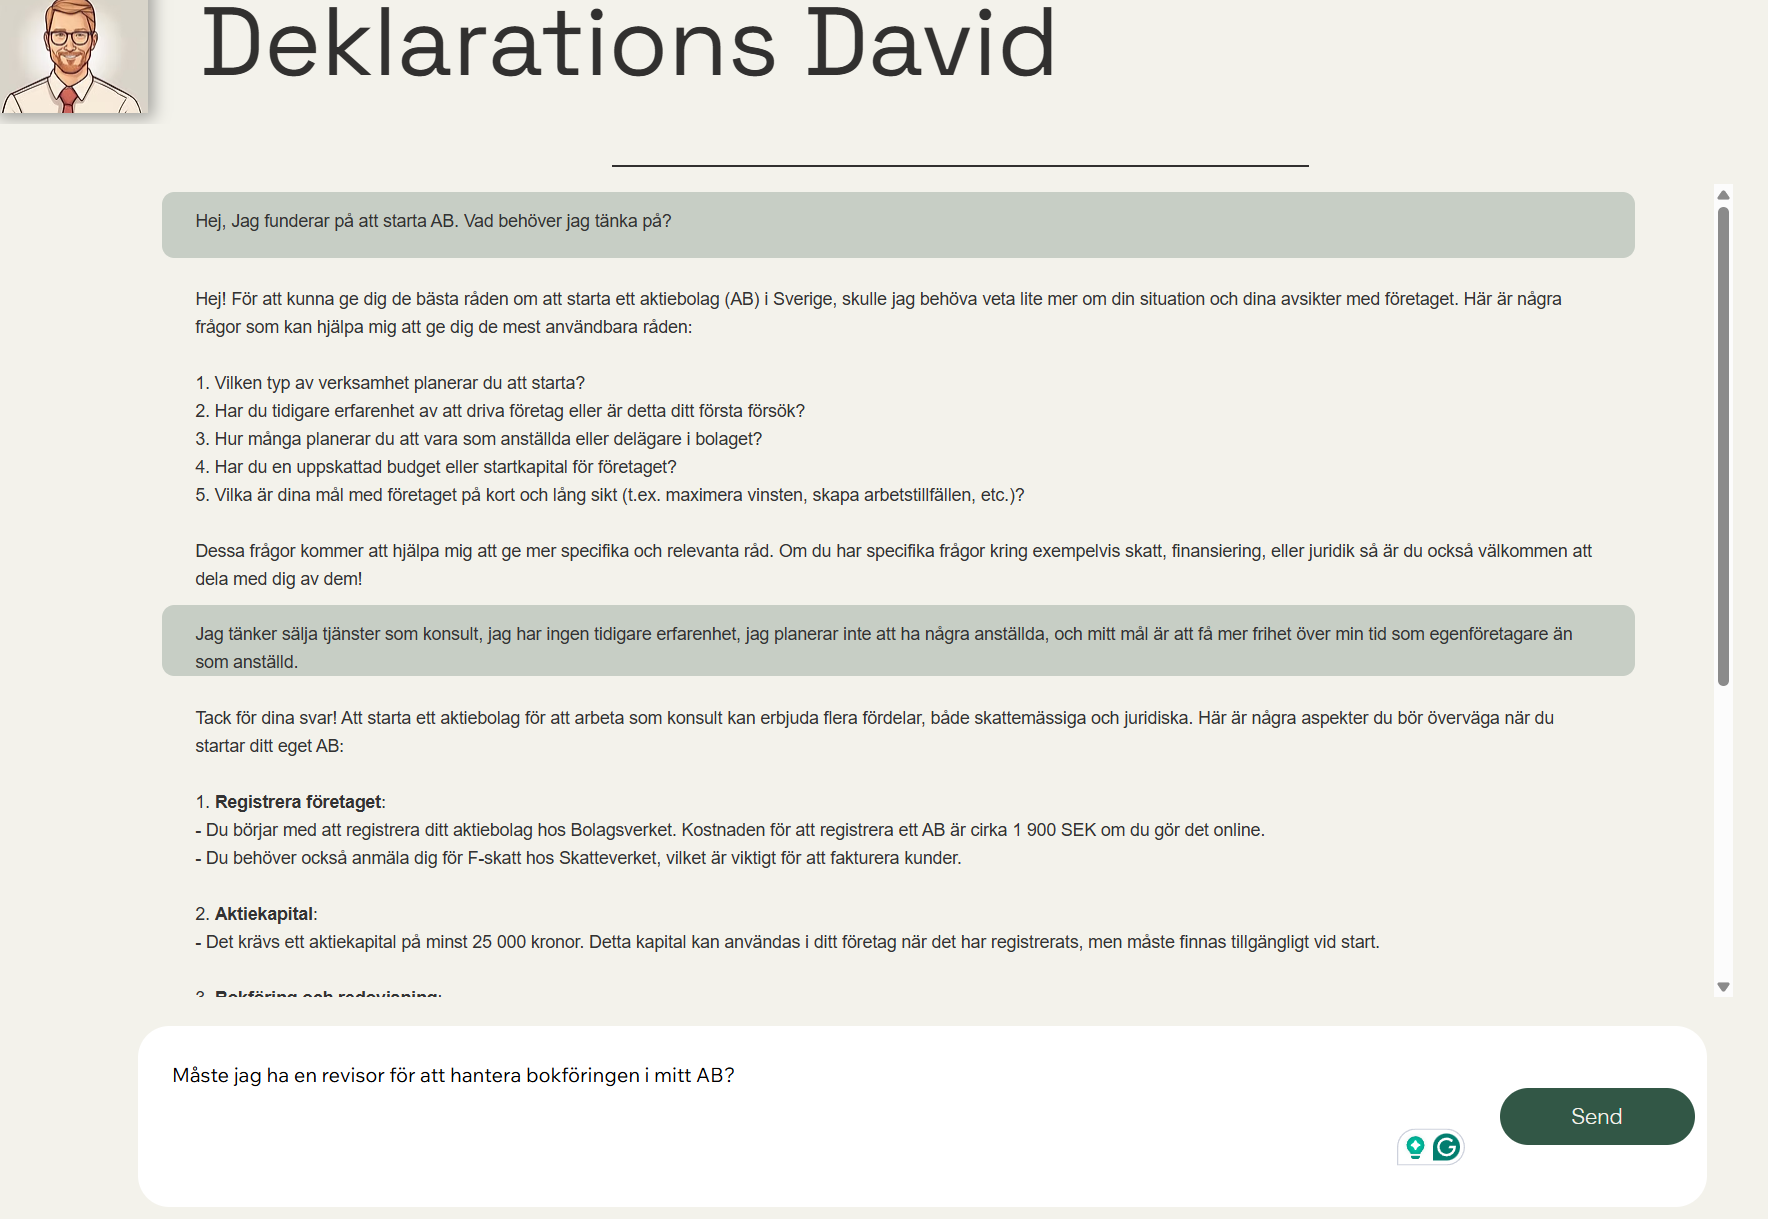 Deklarations David
Hej, Jag funderar på att starta AB. Vad behöver jag tänka på?
Hej! För att kunna ge dig de bästa råden om att starta ett aktiebolag (AB) i Sverige, skulle jag behöva veta lite mer om din situation och dina avsikter med företaget. Här är några
frågor som kan hjälpa mig att ge dig de mest användbara råden:
1. Vilken typ av verksamhet planerar du att starta?
2. Har du tidigare erfarenhet av att driva företag eller är detta ditt första försök?
3. Hur många planerar du att vara som anställda eller delägare i bolaget?
4. Har du en uppskattad budget eller startkapital för företaget?
5. Vilka är dina mål med företaget på kort och lång sikt (t.ex. maximera vinsten, skapa arbetstillfällen, etc.)?
Dessa frågor kommer att hjälpa mig att ge mer specifika och relevanta råd. Om du har specifika frågor kring exempelvis skatt, finansiering, eller juridik så är du också välkommen att
dela med dig av dem!
Jag tänker sälja tjänster som konsult, jag har ingen tidigare erfarenhet, jag planerar inte att ha några anställda, och mitt mål är att få mer frihet över min tid som egenföretagare än
som anställd.
Tack för dina svar! Att starta ett aktiebolag för att arbeta som konsult kan erbjuda flera fördelar, både skattemässiga och juridiska. Här är några aspekter du bör överväga när du
startar ditt eget AB:
1. Registrera företaget:
- Du börjar med att registrera ditt aktiebolag hos Bolagsverket. Kostnaden för att registrera ett AB är cirka 1 900 SEK om du gör det online.
- Du behöver också anmäla dig för F-skatt hos Skatteverket, vilket är viktigt för att fakturera kunder.
2. Aktiekapital:
- Det krävs ett aktiekapital på minst 25 000 kronor. Detta kapital kan användas i ditt företag när det har registrerats, men måste finnas tillgängligt vid start.
3. Bokföring och redovisning:
Måste jag ha en revisor för att hantera bokföringen i mitt AB?
Send